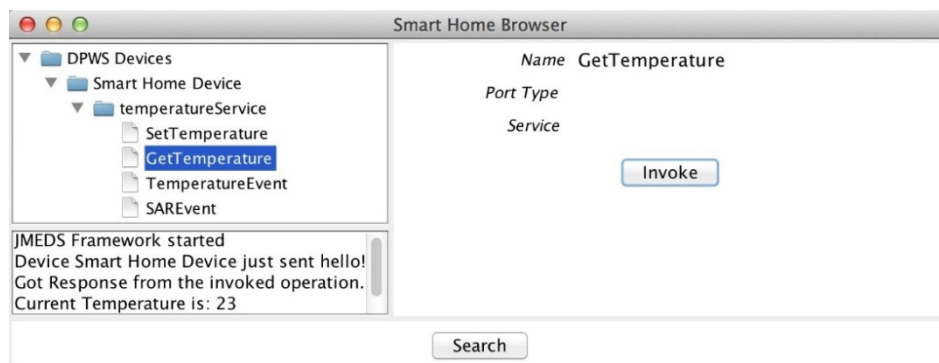 Smart Home Browser
DPWS Devices
Smart Home Device
temperatureService
SetTemperature
GetTemperature
TemperatureEvent
SAREvent
JMEDS Framework started
Device Smart Home Device just sent hello!
Got Response from the invoked operation.
Current Temperature is: 23
Name GetTemperature
Port Type
Service
Invoke
Search